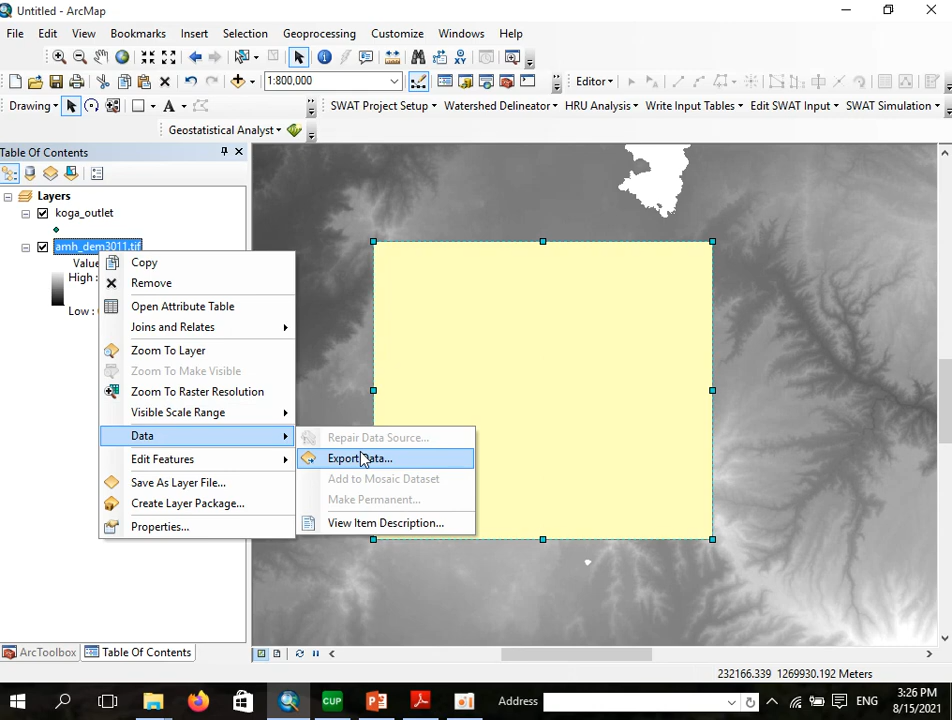 Untitled - ArcMap
File Edit View Bookmarks Insert Selection Geoprocessing Customize Windows Help
1:800,000 Editor
Drawing A SWAT Project Setup Watershed Delineator HRU Analysis Write Input Tables Edit SWAT Input SWAT Simulation
Geostatistical Analyst
Table Of Contents
Layers
koga_outlet
amh_dem3011.tif
Value
High :
Low :
Copy
Remove
Open Attribute Table
Joins and Relates
Zoom To Layer
Zoom To Make Visible
Zoom To Raster Resolution
Visible Scale Range
Data
Edit Features
Save As Layer File...
Create Layer Package...
Properties...
Repair Data Source...
Export Data...
Add to Mosaic Dataset
Make Permanent...
View Item Description...
ArcToolbox Table Of Contents
232166.339 1269930.192 Meters
CUP Address ENG 3:26 PM
8/15/2021